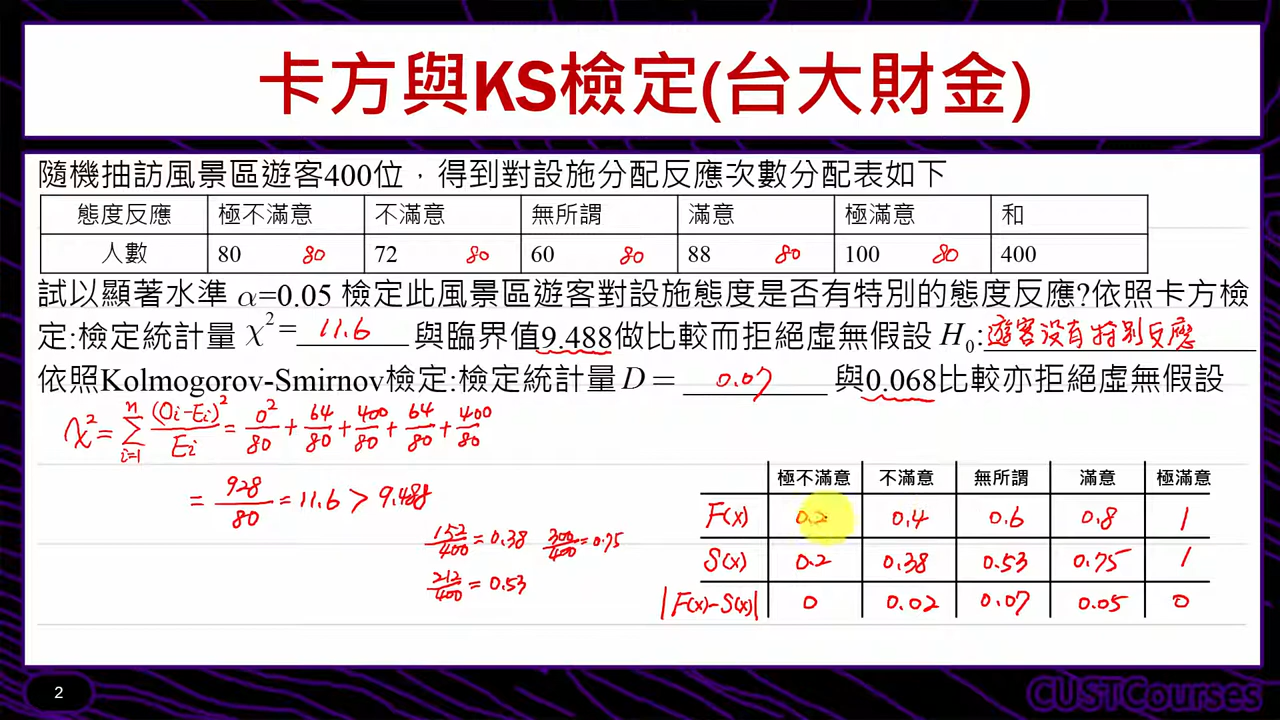 卡方與KS檢定(台大財金)
隨機抽訪風景區遊客400位，得到對設施分配反應次數分配表如下
態度反應 極不滿意 不滿意 無所謂 滿意 極滿意 和
人數 80 80 72 80 60 80 88 80 100 80 400
試以顯著水準 α=0.05 檢定此風景區遊客對設施態度是否有特別的態度反應?依照卡方檢
定:檢定統計量 χ²= 11.6 與臨界值9.488做比較而拒絕虛無假設 H₀:遊客没有特別反應
依照Kolmogorov-Smirnov檢定:檢定統計量 D = 0.07 與0.068比較亦拒絕虛無假設
χ² = Σ_{i=1}^{n} (Oi-Ei)²/Ei = 0²/80 + 64/80 + 400/80 + 64/80 + 400/80
= 928/80 = 11.6 > 9.488
152/400 = 0.38 300/400 = 0.75
212/400 = 0.53
極不滿意 不滿意 無所謂 滿意 極滿意
F(x) 0.2 0.4 0.6 0.8 1
S(x) 0.2 0.38 0.53 0.75 1
|F(x)-S(x)| 0 0.02 0.07 0.05 0
2
CUSTCourses